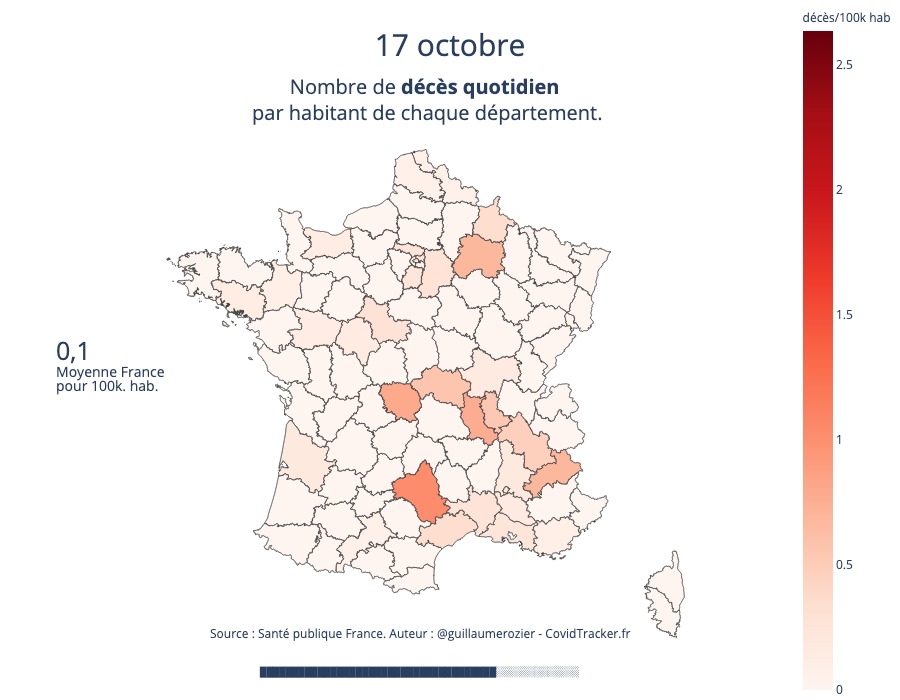 décès/100k hab
17 octobre
Nombre de décès quotidien
par habitant de chaque département.
2.5
2
1.5
1
0.5
0
0,1
Moyenne France
pour 100k. hab.
Source : Santé publique France. Auteur : @guillaumerozier - CovidTracker.fr